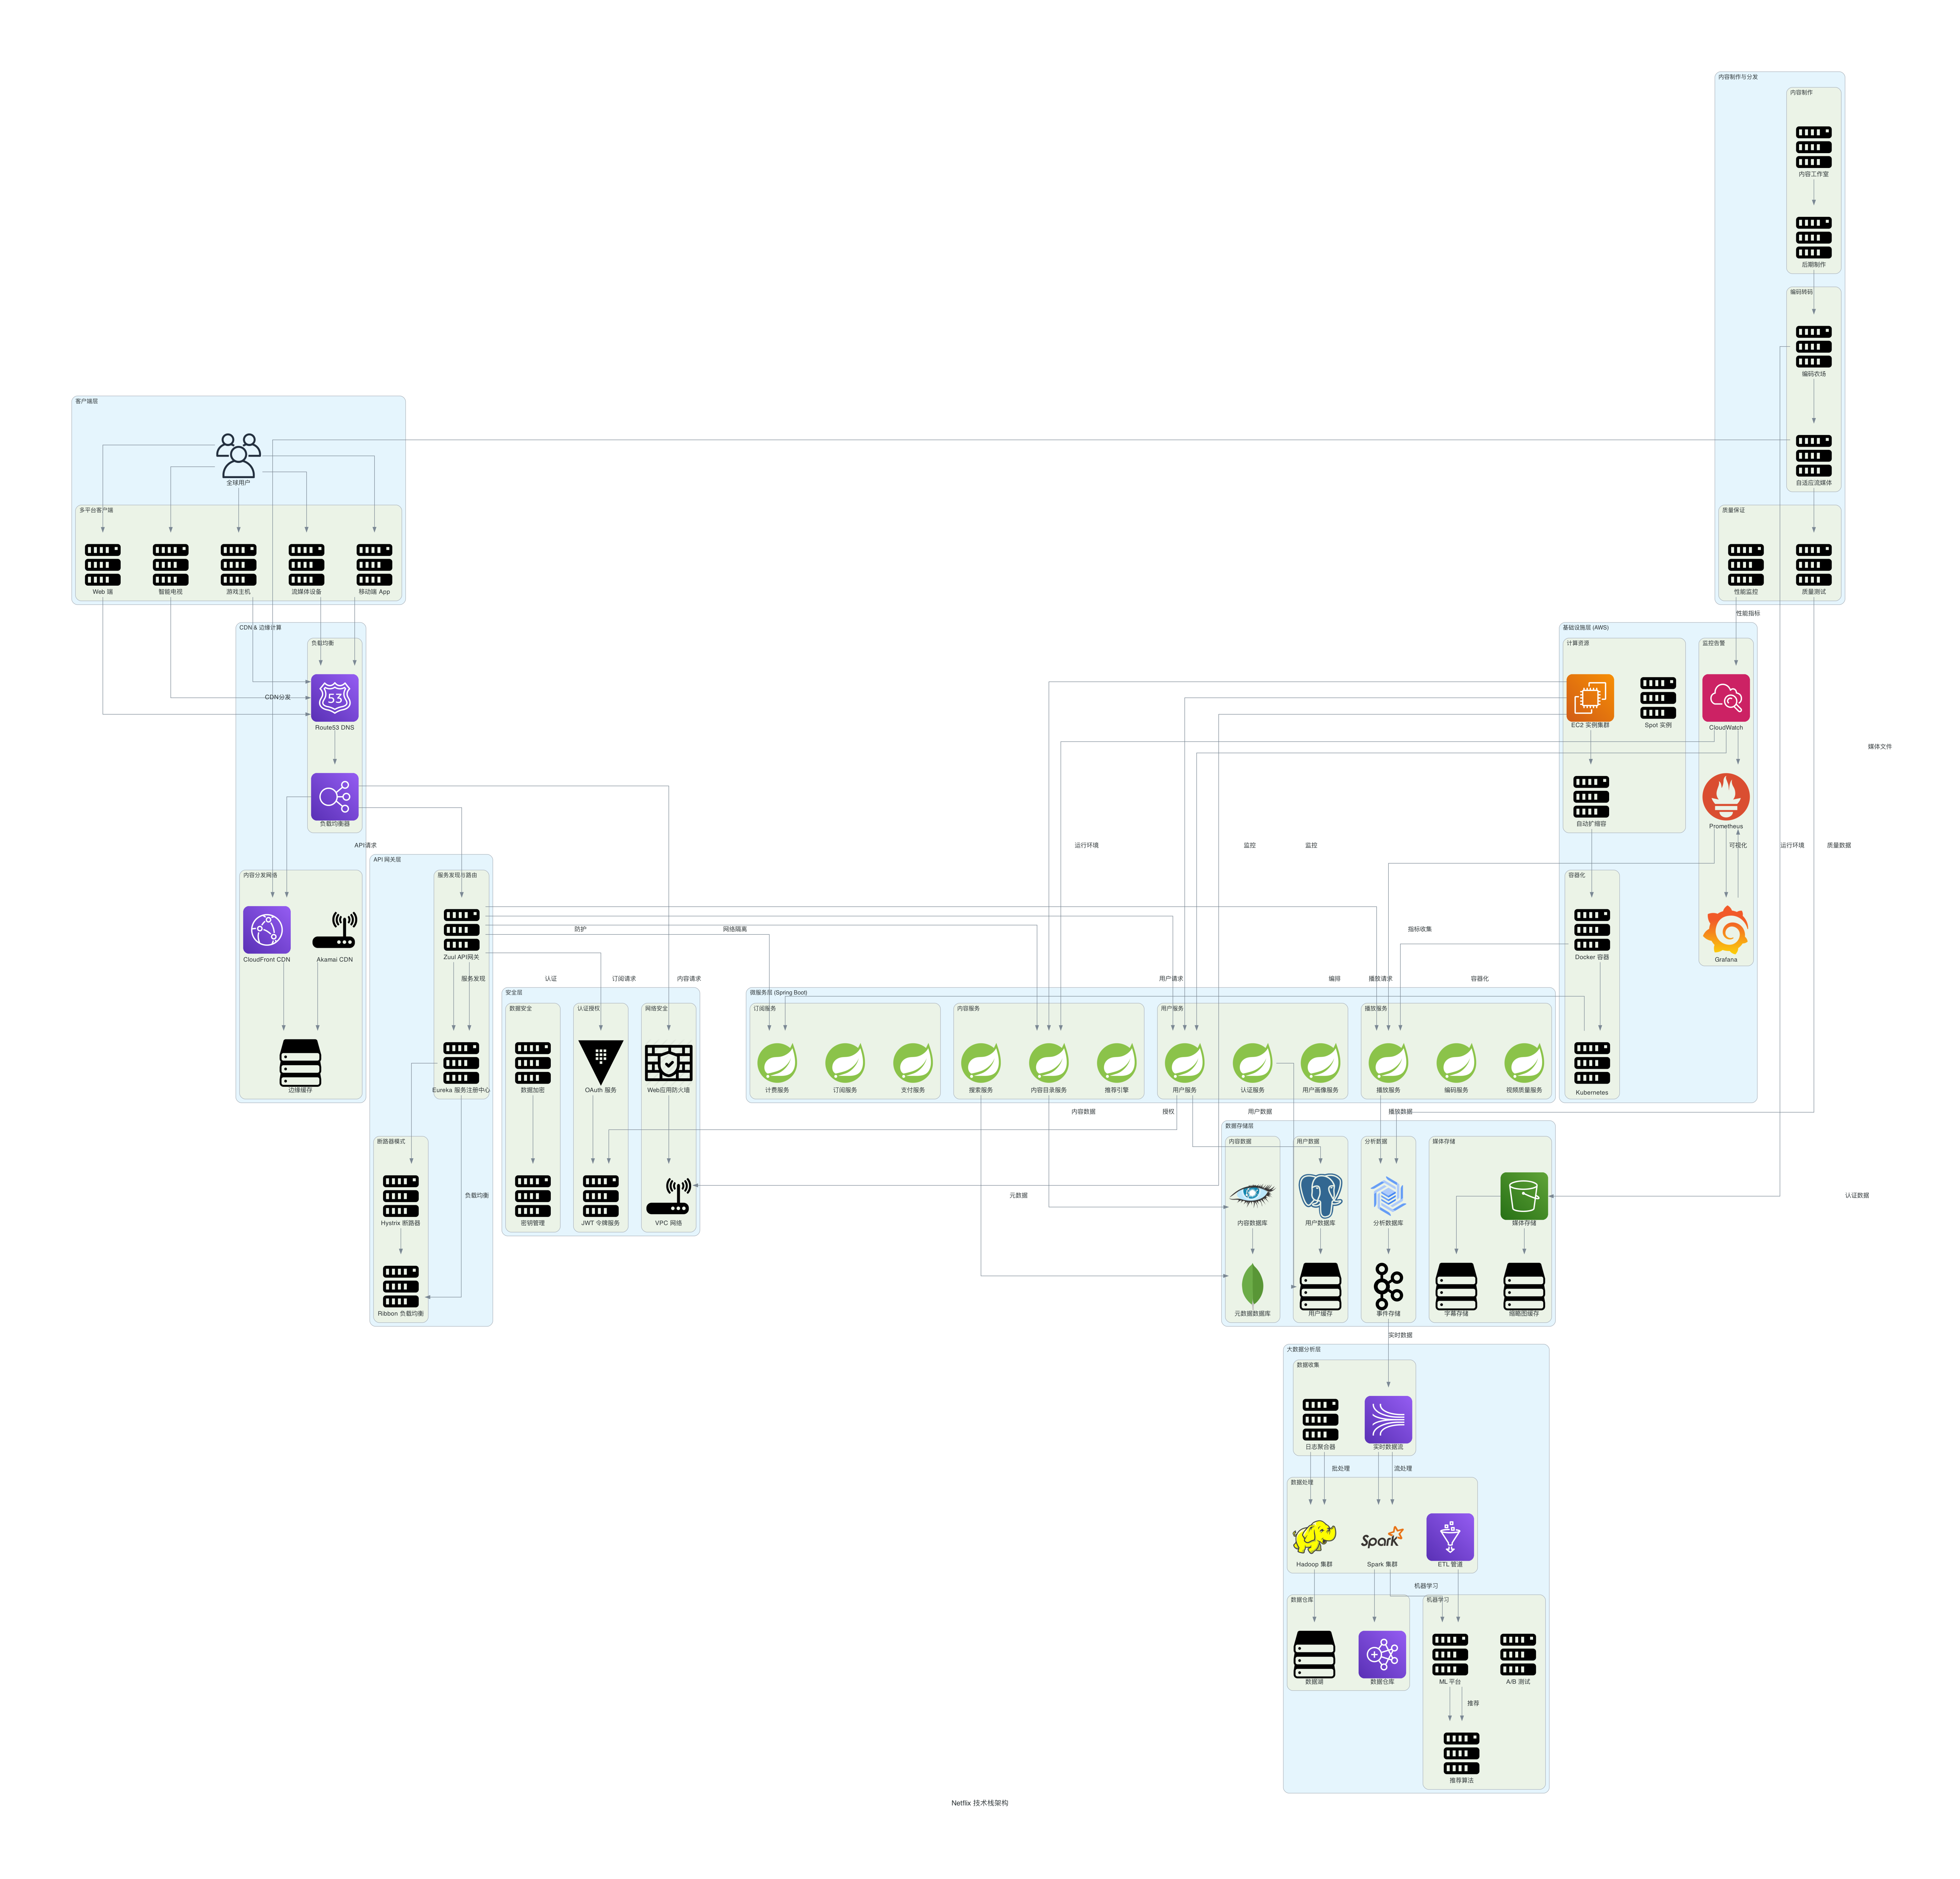 内容制作与分发
内容制作
内容工作室
后期制作
编码转码
编码农场
自适应流媒体
质量保证
性能监控
质量测试
客户端层
全球用户
多平台客户端
Web 端
智能电视
游戏主机
流媒体设备
移动端 App
性能指标
CDN & 边缘计算
负载均衡
CDN分发
Route53 DNS
负载均衡器
API请求
内容分发网络
CloudFront CDN
Akamai CDN
边缘缓存
基础设施层 (AWS)
计算资源
EC2 实例集群
Spot 实例
自动扩缩容
监控告警
CloudWatch
Prometheus
可视化
Grafana
媒体文件
运行环境
监控
监控
运行环境
质量数据
容器化
Docker 容器
Kubernetes
API 网关层
服务发现与路由
Zuul API网关
服务发现
Eureka 服务注册中心
断路器模式
Hystrix 断路器
负载均衡
Ribbon 负载均衡
防护
网络隔离
指标收集
认证
订阅请求
内容请求
用户请求
编排
播放请求
容器化
安全层
数据安全
数据加密
密钥管理
认证授权
OAuth 服务
JWT 令牌服务
网络安全
Web应用防火墙
VPC 网络
微服务层 (Spring Boot)
订阅服务
计费服务
订阅服务
支付服务
内容服务
搜索服务
内容目录服务
推荐引擎
用户服务
用户服务
认证服务
用户画像服务
播放服务
播放服务
编码服务
视频质量服务
内容数据
授权
用户数据
播放数据
元数据
认证数据
数据存储层
内容数据
内容数据库
元数据数据库
用户数据
用户数据库
用户缓存
分析数据
分析数据库
事件存储
媒体存储
媒体存储
字幕存储
缩略图缓存
实时数据
大数据分析层
数据收集
日志聚合器
实时数据流
批处理
流处理
数据处理
Hadoop 集群
Spark 集群
ETL 管道
机器学习
数据仓库
数据湖
数据仓库
机器学习
ML 平台
A/B 测试
推荐
推荐算法
Netflix 技术栈架构